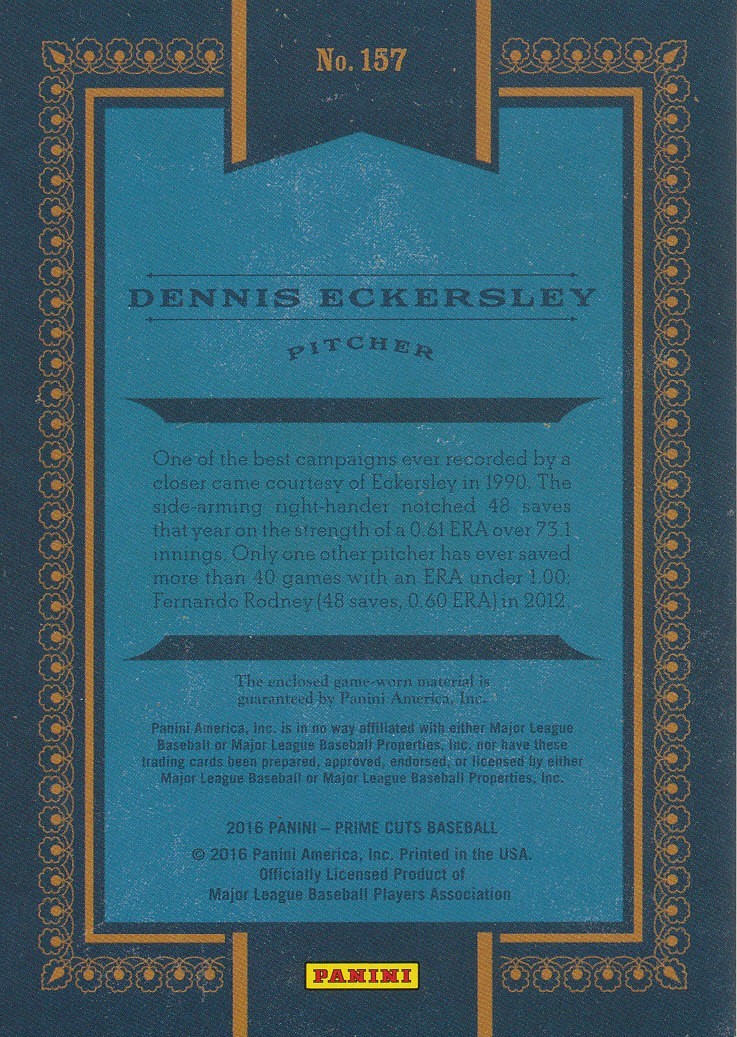 No. 157
DENNIS ECKERSLEY
PITCHER
One of the best campaigns ever recorded by a
closer came courtesy of Eckersley in 1990. The
side-arming right-hander notched 48 saves
that year on the strength of a 0.61 ERA over 73.1
innings. Only one other pitcher has ever saved
more than 40 games with an ERA under 1.00:
Fernando Rodney (48 saves, 0.60 ERA) in 2012.
The enclosed game-worn material is
guaranteed by Panini America, Inc.
Panini America, Inc. is in no way affiliated with either Major League
Baseball or Major League Baseball Properties, Inc. nor have these
trading cards been prepared, approved, endorsed, or licensed by either
Major League Baseball or Major League Baseball Properties, Inc.
2016 PANINI – PRIME CUTS BASEBALL
© 2016 Panini America, Inc. Printed in the USA.
Officially Licensed Product of
Major League Baseball Players Association
PANINI